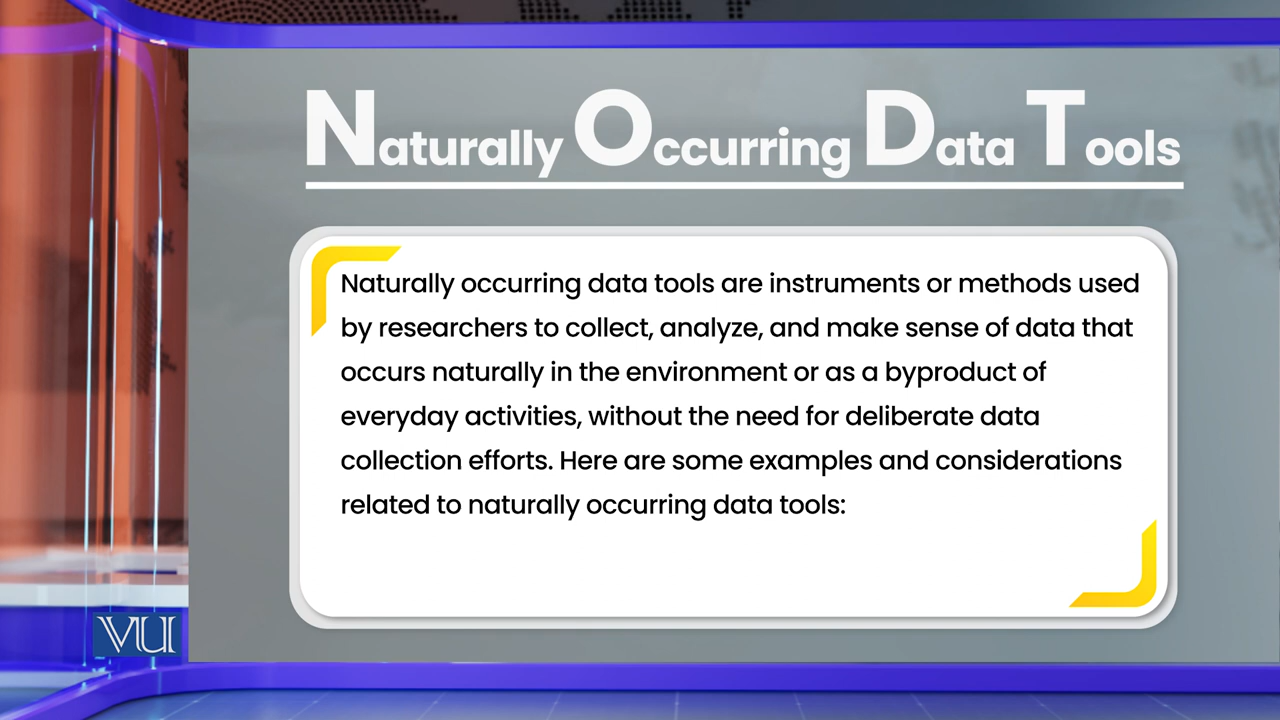 Naturally Occurring Data Tools
Naturally occurring data tools are instruments or methods used
by researchers to collect, analyze, and make sense of data that
occurs naturally in the environment or as a byproduct of
everyday activities, without the need for deliberate data
collection efforts. Here are some examples and considerations
related to naturally occurring data tools:
VU